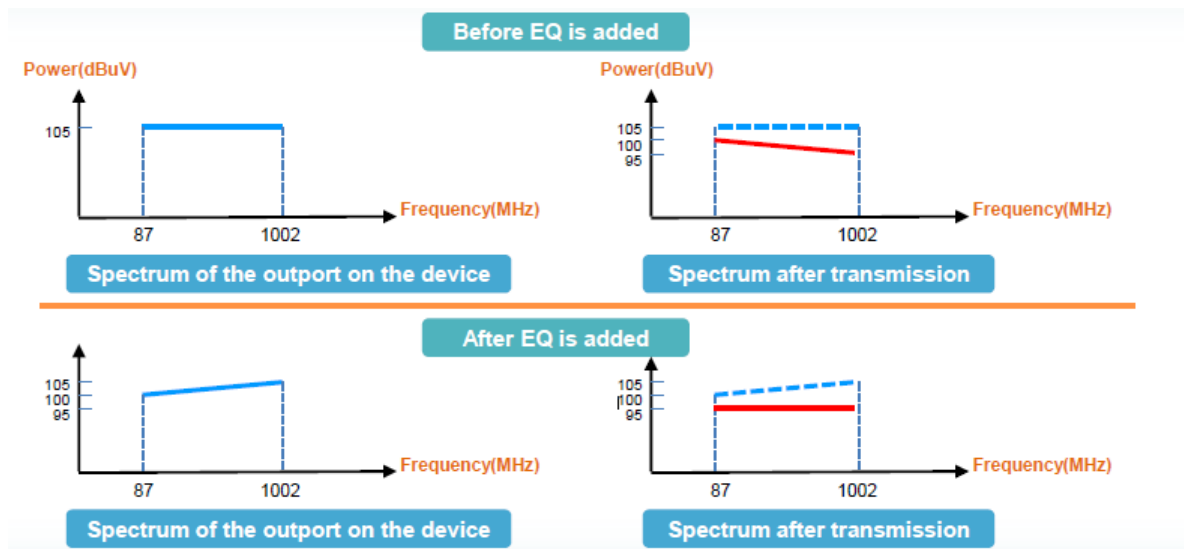 Before EQ is added
Power(dBuV)
105
87
1002
Frequency(MHz)
Spectrum of the outport on the device
Power(dBuV)
105
100
95
87
1002
Frequency(MHz)
Spectrum after transmission
After EQ is added
105
100
95
87
1002
Frequency(MHz)
Spectrum of the outport on the device
105
100
95
87
1002
Frequency(MHz)
Spectrum after transmission